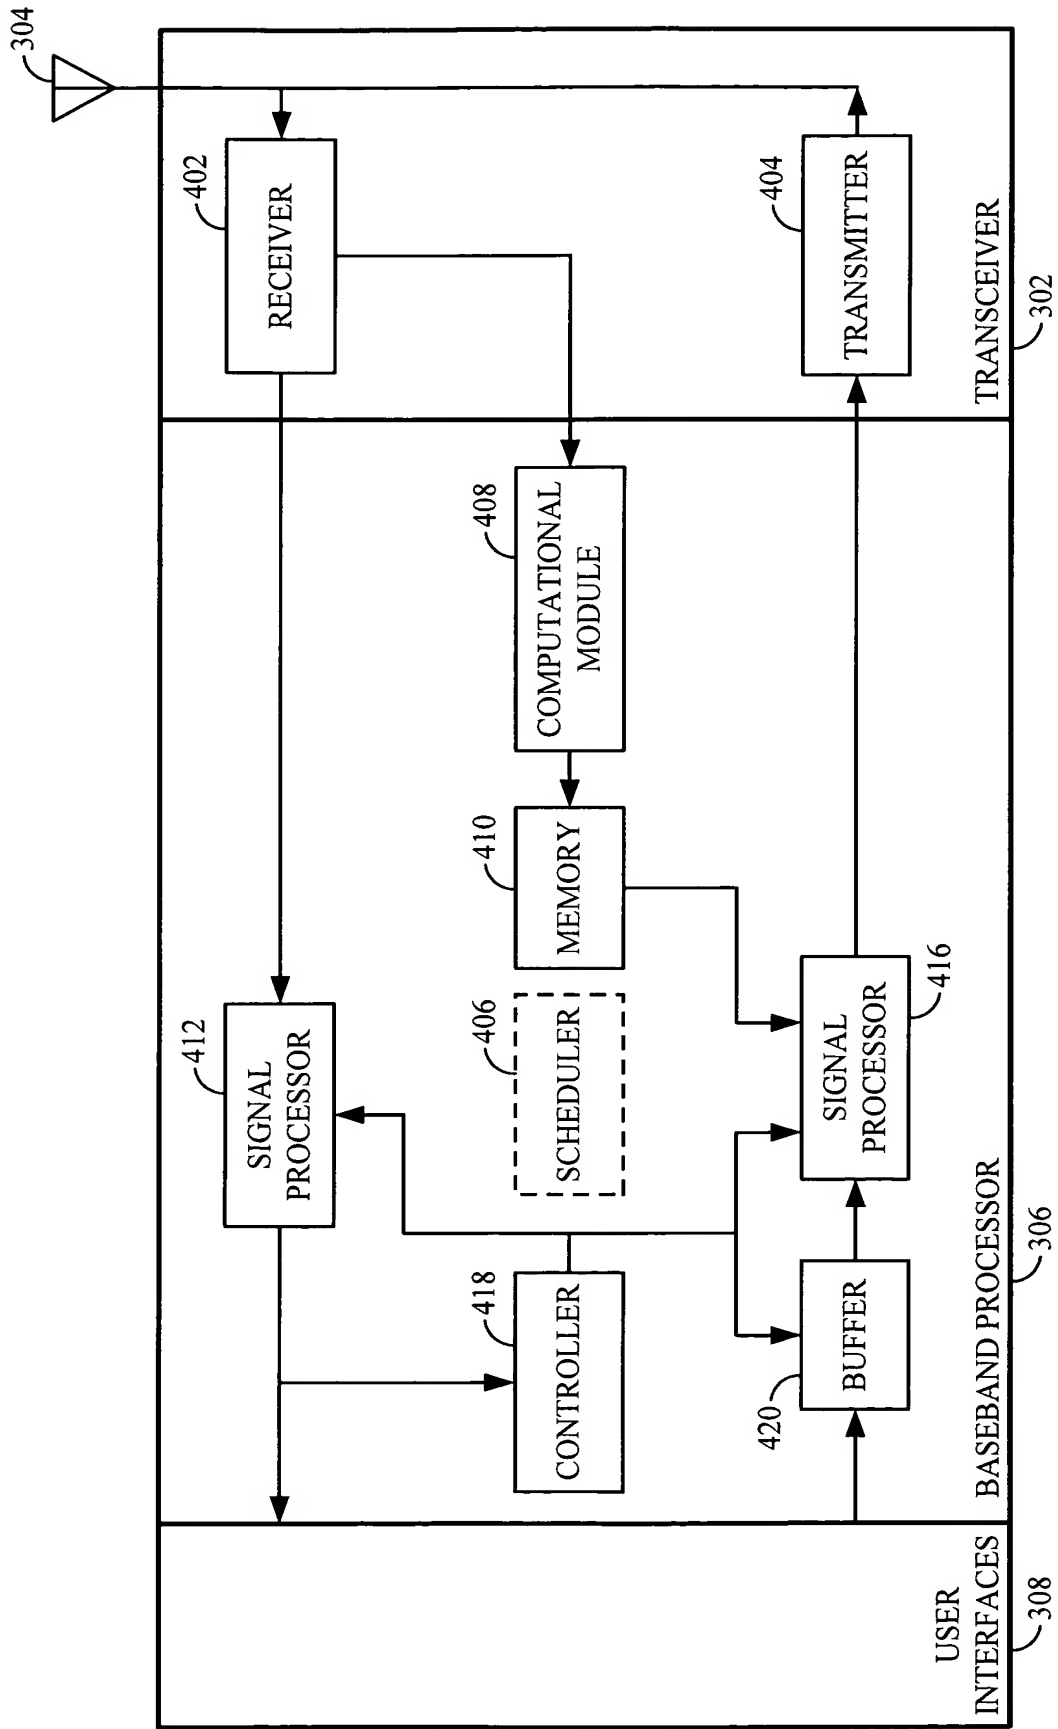 304
402
RECEIVER
404
TRANSMITTER
TRANSCEIVER
302
408
COMPUTATIONAL
MODULE
410
MEMORY
412
SIGNAL
PROCESSOR
406
SCHEDULER
SIGNAL
PROCESSOR
416
418
CONTROLLER
420
BUFFER
BASEBAND PROCESSOR
306
USER
INTERFACES
308